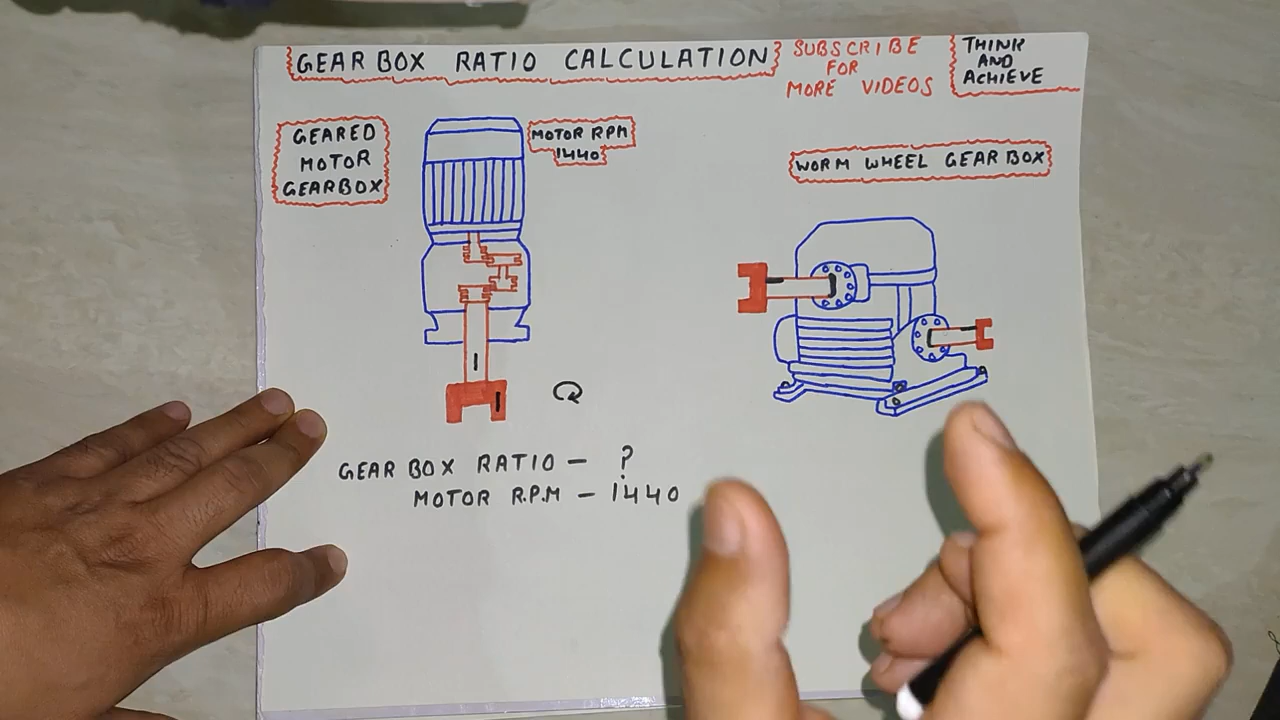 GEAR BOX RATIO CALCULATION
SUBSCRIBE
FOR
MORE VIDEOS
THINK
AND
ACHIEVE
GEARED
MOTOR
GEARBOX
MOTOR RPM
1440
WORM WHEEL GEAR BOX
GEAR BOX RATIO - ?
MOTOR R.P.M - 1440